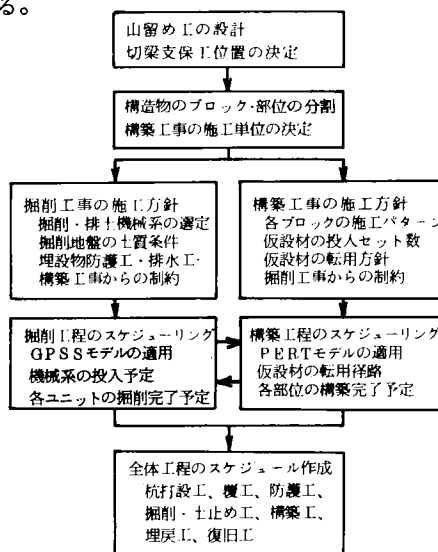 る。
山留め工の設計
切梁支保工位置の決定
構造物のブロック・部位の分割
構築工事の施工単位の決定
掘削工事の施工方針
掘削・排土機械系の選定
掘削地盤の土質条件
埋設物防護工・排水工・
構築工事からの制約
構築工事の施工方針
各ブロックの施工パターン
仮設材の投入セット数
仮設材の転用方針
掘削工事からの制約
掘削工程のスケジューリング
GPSSモデルの適用
機械系の投入予定
各ユニットの掘削完了予定
構築工程のスケジューリング
PERTモデルの適用
仮設材の転用経路
各部位の構築完了予定
全体工程のスケジュール作成
杭打設工、覆工、防護工、
掘削・土止め工、構築工、
埋戻工、復旧工